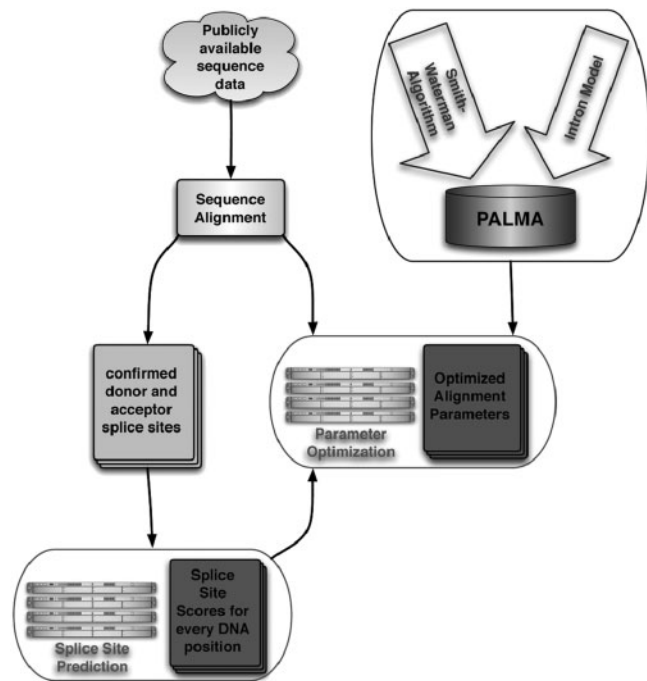 Publicly
available
sequence
data
Smith-
Waterman
Algorithm
Intron Model
PALMA
Sequence
Alignment
confirmed
donor and
acceptor
splice sites
Parameter
Optimization
Optimized
Alignment
Parameters
Splice Site
Prediction
Splice
Site
Scores for
every DNA
position